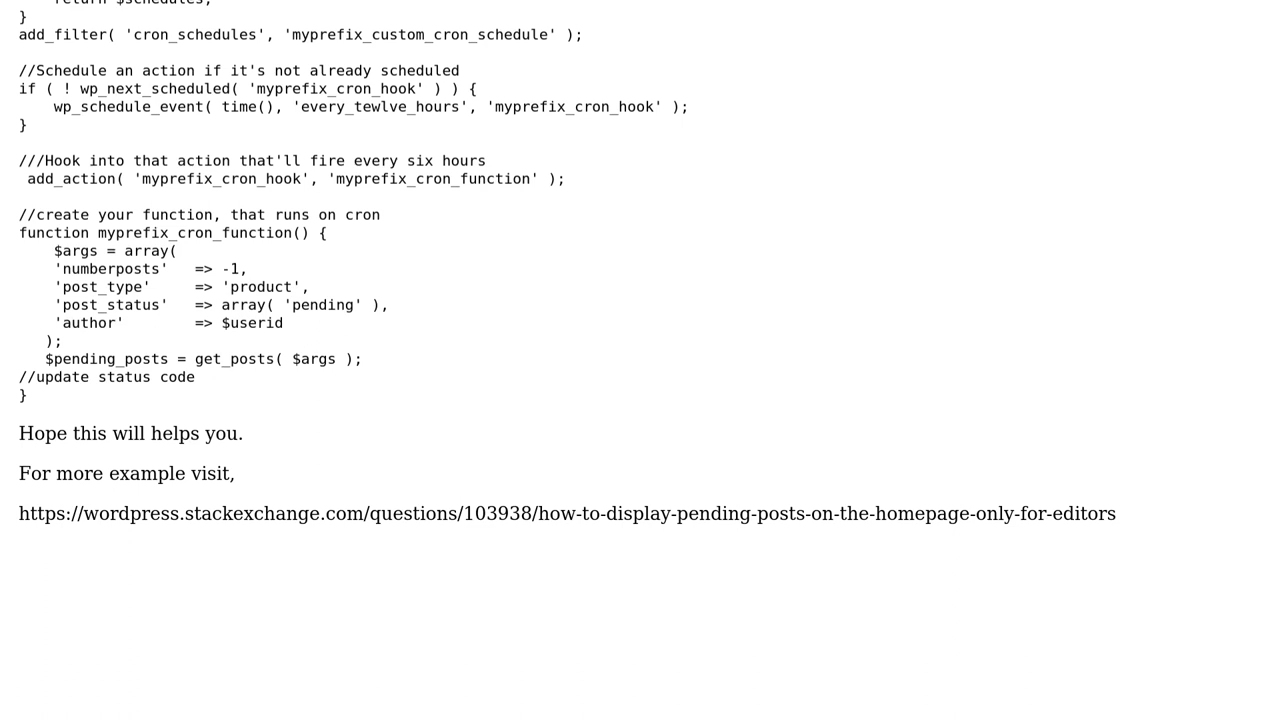 return $schedules;
}
add_filter( 'cron_schedules', 'myprefix_custom_cron_schedule' );
//Schedule an action if it's not already scheduled
if ( ! wp_next_scheduled( 'myprefix_cron_hook' ) ) {
    wp_schedule_event( time(), 'every_tewlve_hours', 'myprefix_cron_hook' );
}
///Hook into that action that'll fire every six hours
 add_action( 'myprefix_cron_hook', 'myprefix_cron_function' );
//create your function, that runs on cron
function myprefix_cron_function() {
    $args = array(
    'numberposts'   => -1,
    'post_type'     => 'product',
    'post_status'   => array( 'pending' ),
    'author'        => $userid
   );
   $pending_posts = get_posts( $args );
//update status code
}
Hope this will helps you.
For more example visit,
https://wordpress.stackexchange.com/questions/103938/how-to-display-pending-posts-on-the-homepage-only-for-editors